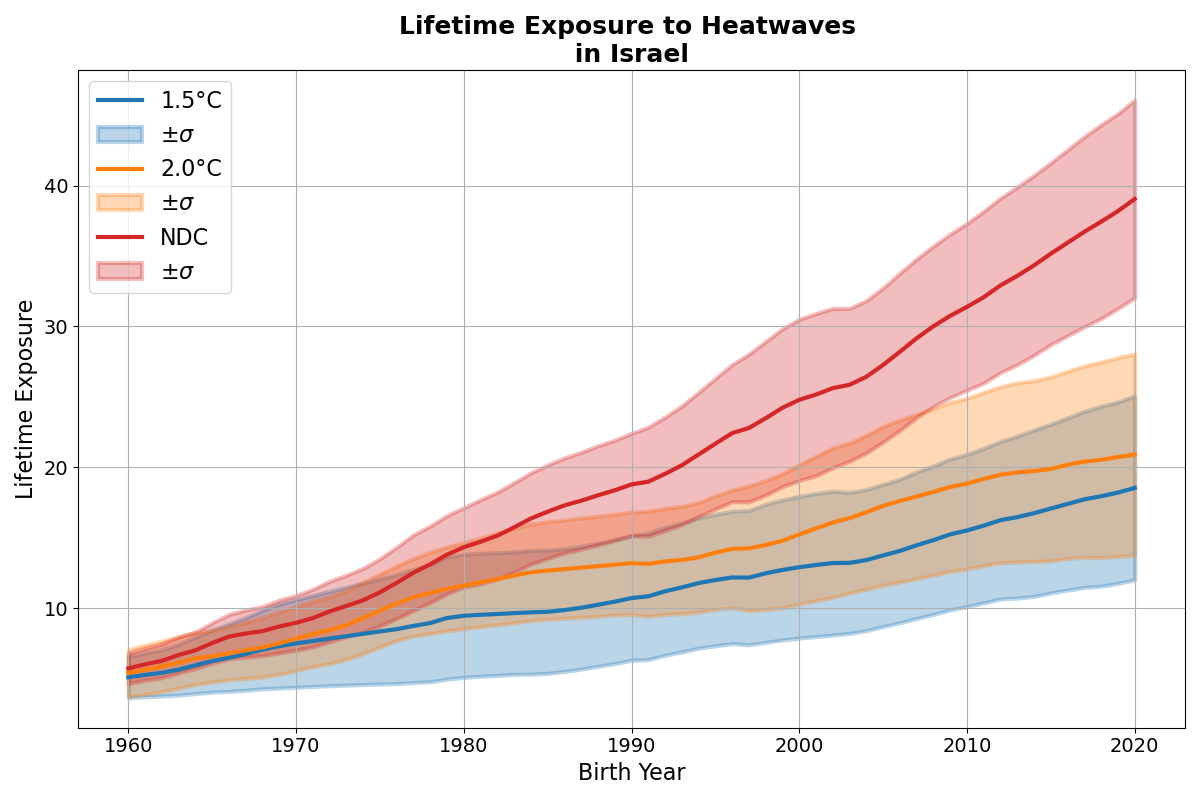 Lifetime Exposure to Heatwaves
in Israel
1.5°C
±σ
2.0°C
±σ
NDC
±σ
Lifetime Exposure
40
30
20
10
1960 1970 1980 1990 2000 2010 2020
Birth Year